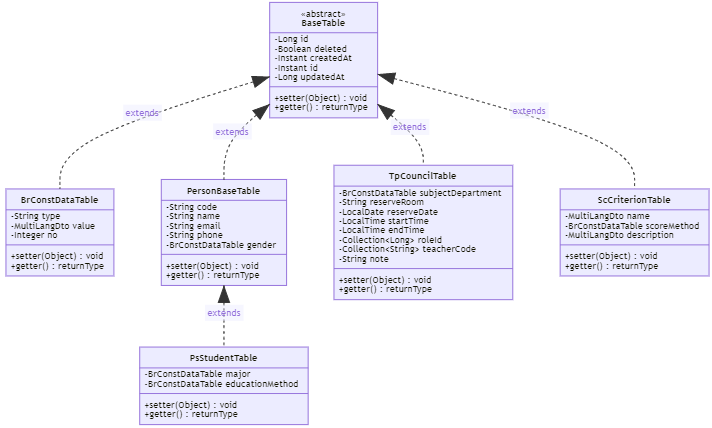 «abstract»
BaseTable
-Long id
-Boolean deleted
-Instant createdAt
-Instant id
-Long updatedAt
+setter(Object) : void
+getter() : returnType
extends
extends
extends
extends
BrConstDataTable
-String type
-MultiLangDto value
-Integer no
+setter(Object) : void
+getter() : returnType
PersonBaseTable
-String code
-String name
-String email
-String phone
-BrConstDataTable gender
+setter(Object) : void
+getter() : returnType
TpCouncilTable
-BrConstDataTable subjectDepartment
-String reserveRoom
-LocalDate reserveDate
-LocalTime startTime
-LocalTime endTime
-Collection<Long> roleId
-Collection<String> teacherCode
-String note
+setter(Object) : void
+getter() : returnType
ScCriterionTable
-MultiLangDto name
-BrConstDataTable scoreMethod
-MultiLangDto description
+setter(Object) : void
+getter() : returnType
extends
PsStudentTable
-BrConstDataTable major
-BrConstDataTable educationMethod
+setter(Object) : void
+getter() : returnType